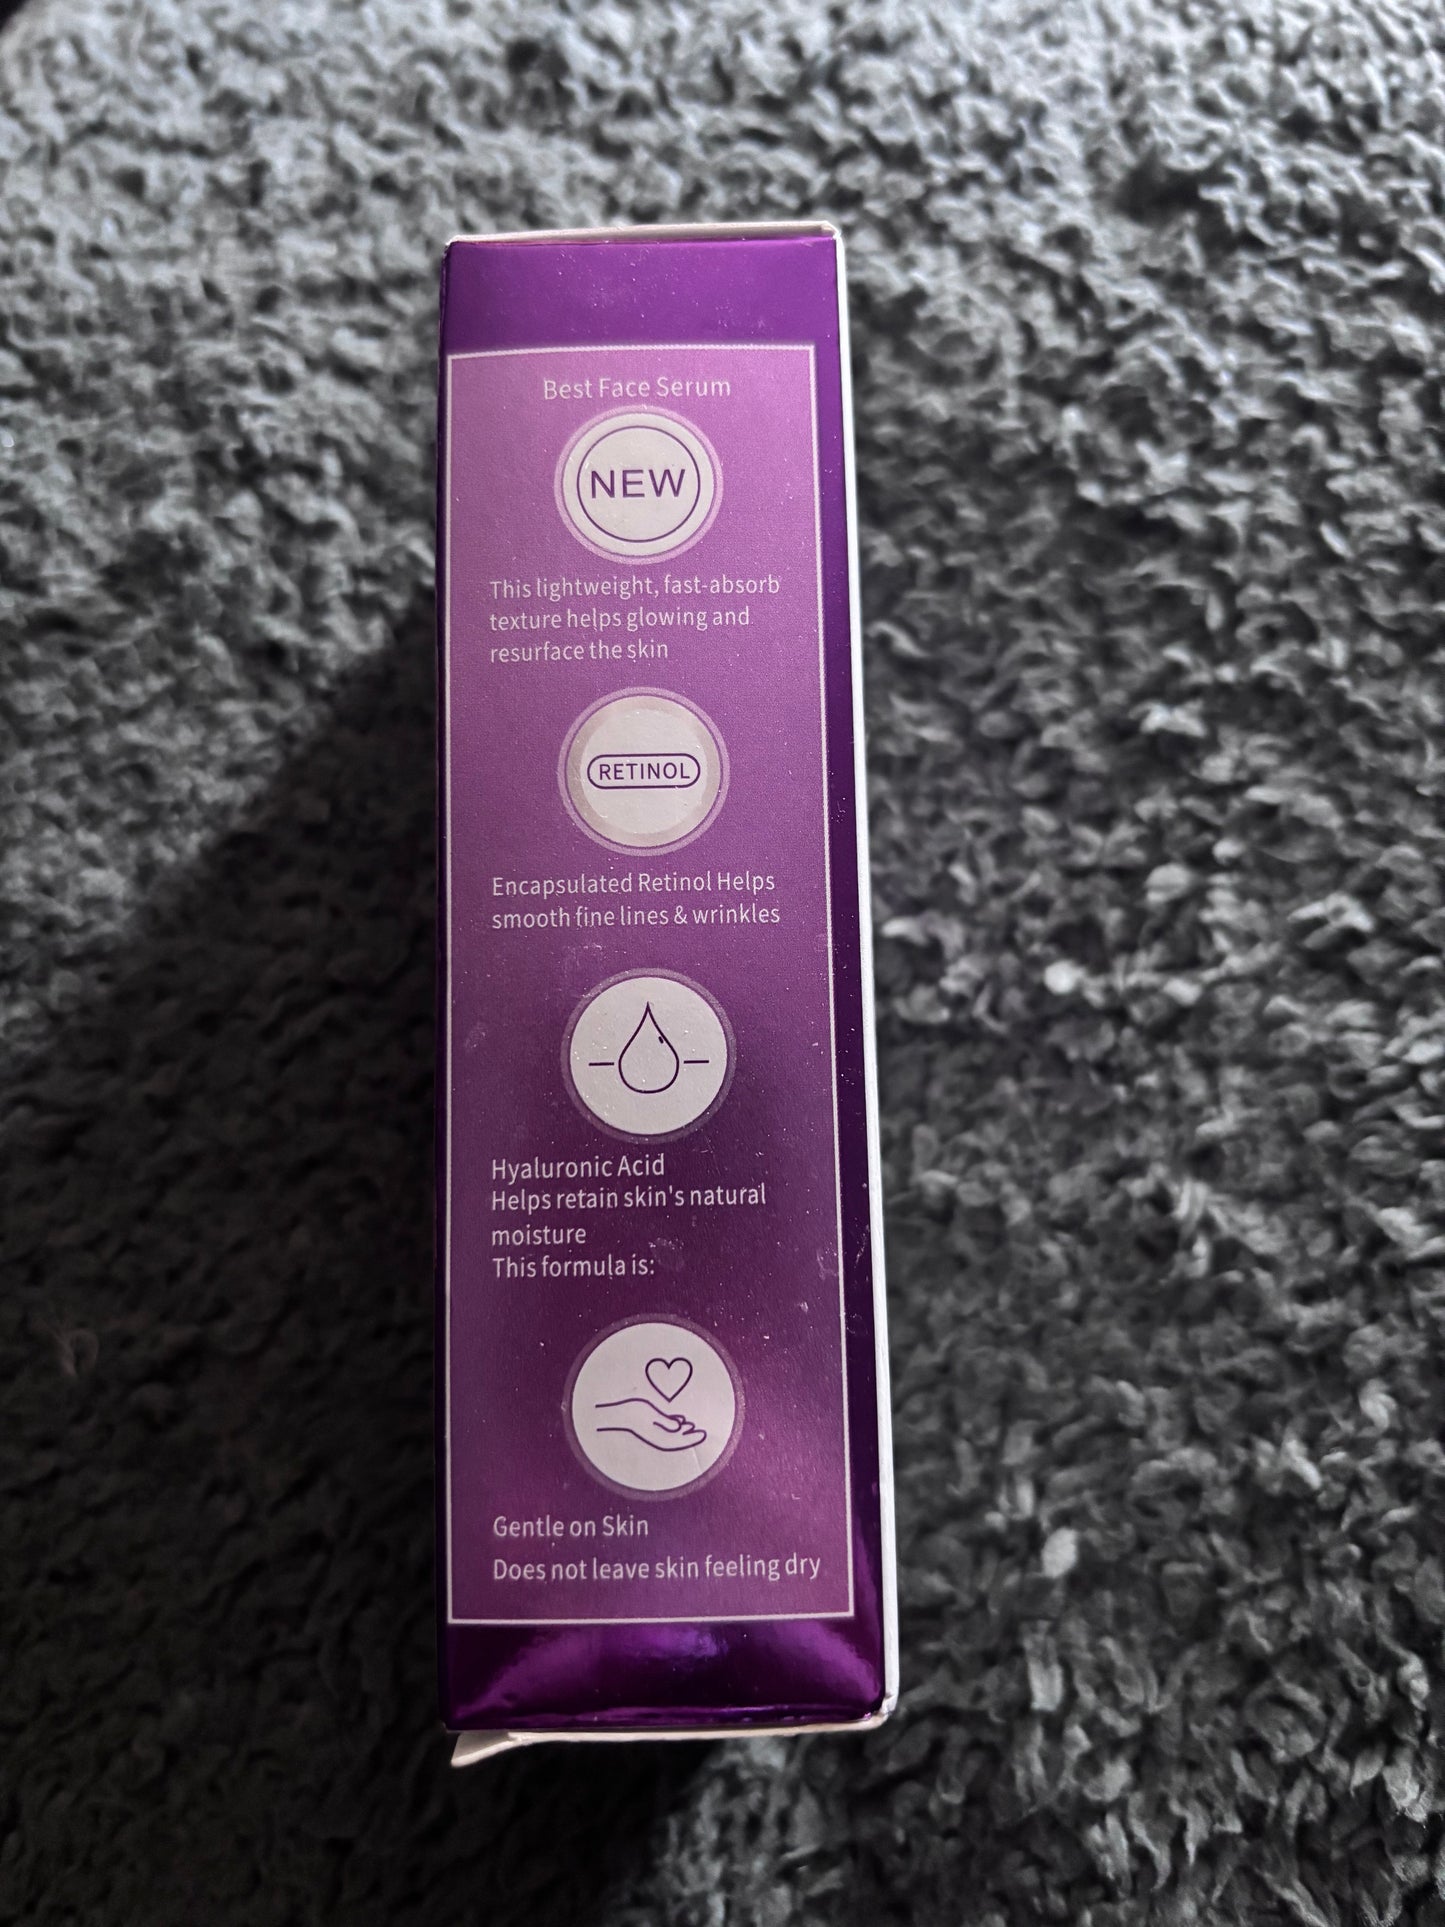 Best Face Serum
NEW
This lightweight, fast-absorb
texture helps glowing and
resurface the skin
RETINOL
Encapsulated Retinol Helps
smooth fine lines & wrinkles
Hyaluronic Acid
Helps retain skin's natural
moisture
This formula is:
Gentle on Skin
Does not leave skin feeling dry